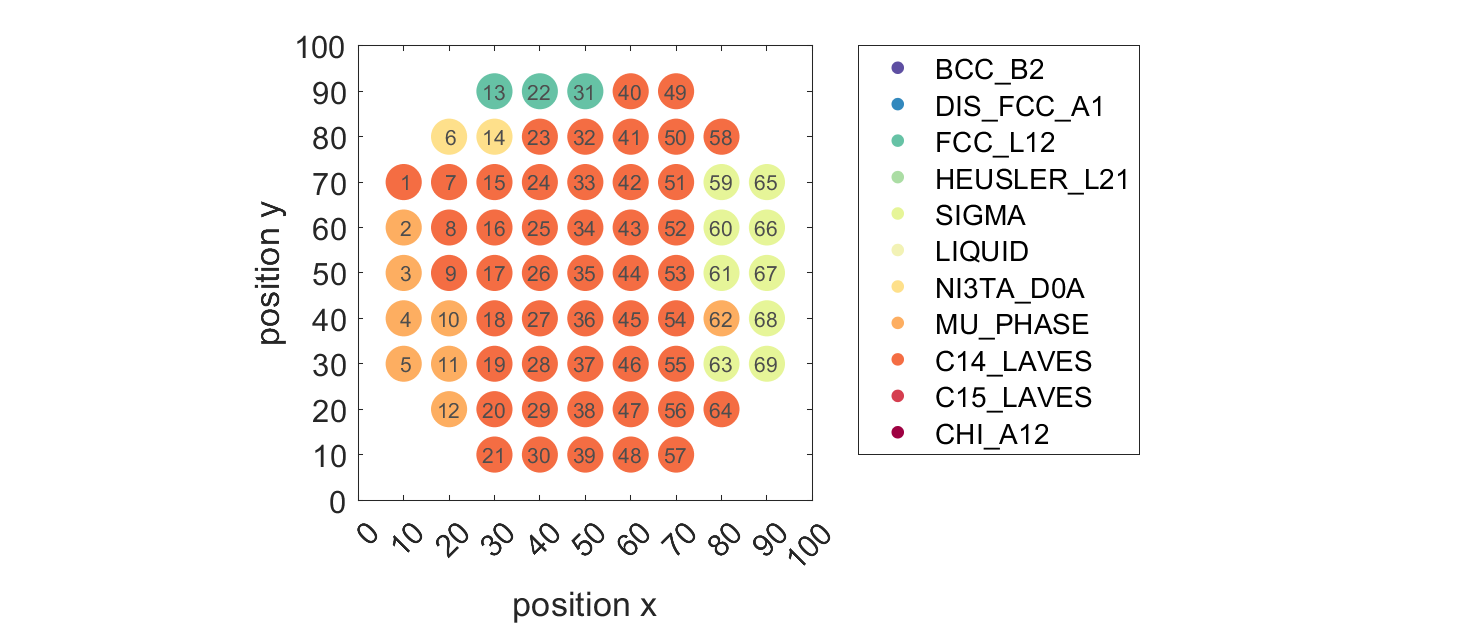 100
90
80
70
60
50
40
30
20
10
0
position y
13 22 31 40 49
6 14 23 32 41 50 58
1 7 15 24 33 42 51 59 65
2 8 16 25 34 43 52 60 66
3 9 17 26 35 44 53 61 67
4 10 18 27 36 45 54 62 68
5 11 19 28 37 46 55 63 69
12 20 29 38 47 56 64
21 30 39 48 57
0 10 20 30 40 50 60 70 80 90 100
position x
BCC_B2
DIS_FCC_A1
FCC_L12
HEUSLER_L21
SIGMA
LIQUID
NI3TA_D0A
MU_PHASE
C14_LAVES
C15_LAVES
CHI_A12